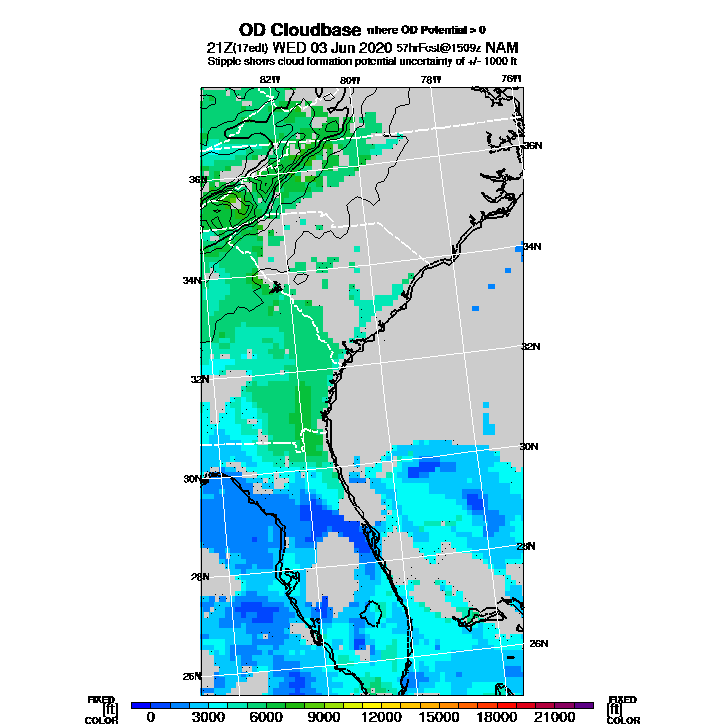 OD Cloudbase where OD Potential > 0
21Z(17edt) WED 03 Jun 2020 57hrFcst@1509z NAM
Stipple shows cloud formation potential uncertainty of +/- 1000 ft
82W 80W 78W 76W
36N 36N
34N 34N
32N 32N
30N 30N
28N 28N
26N 26N
FIXED FIXED
[ft] [ft]
COLOR COLOR
0 3000 6000 9000 12000 15000 18000 21000